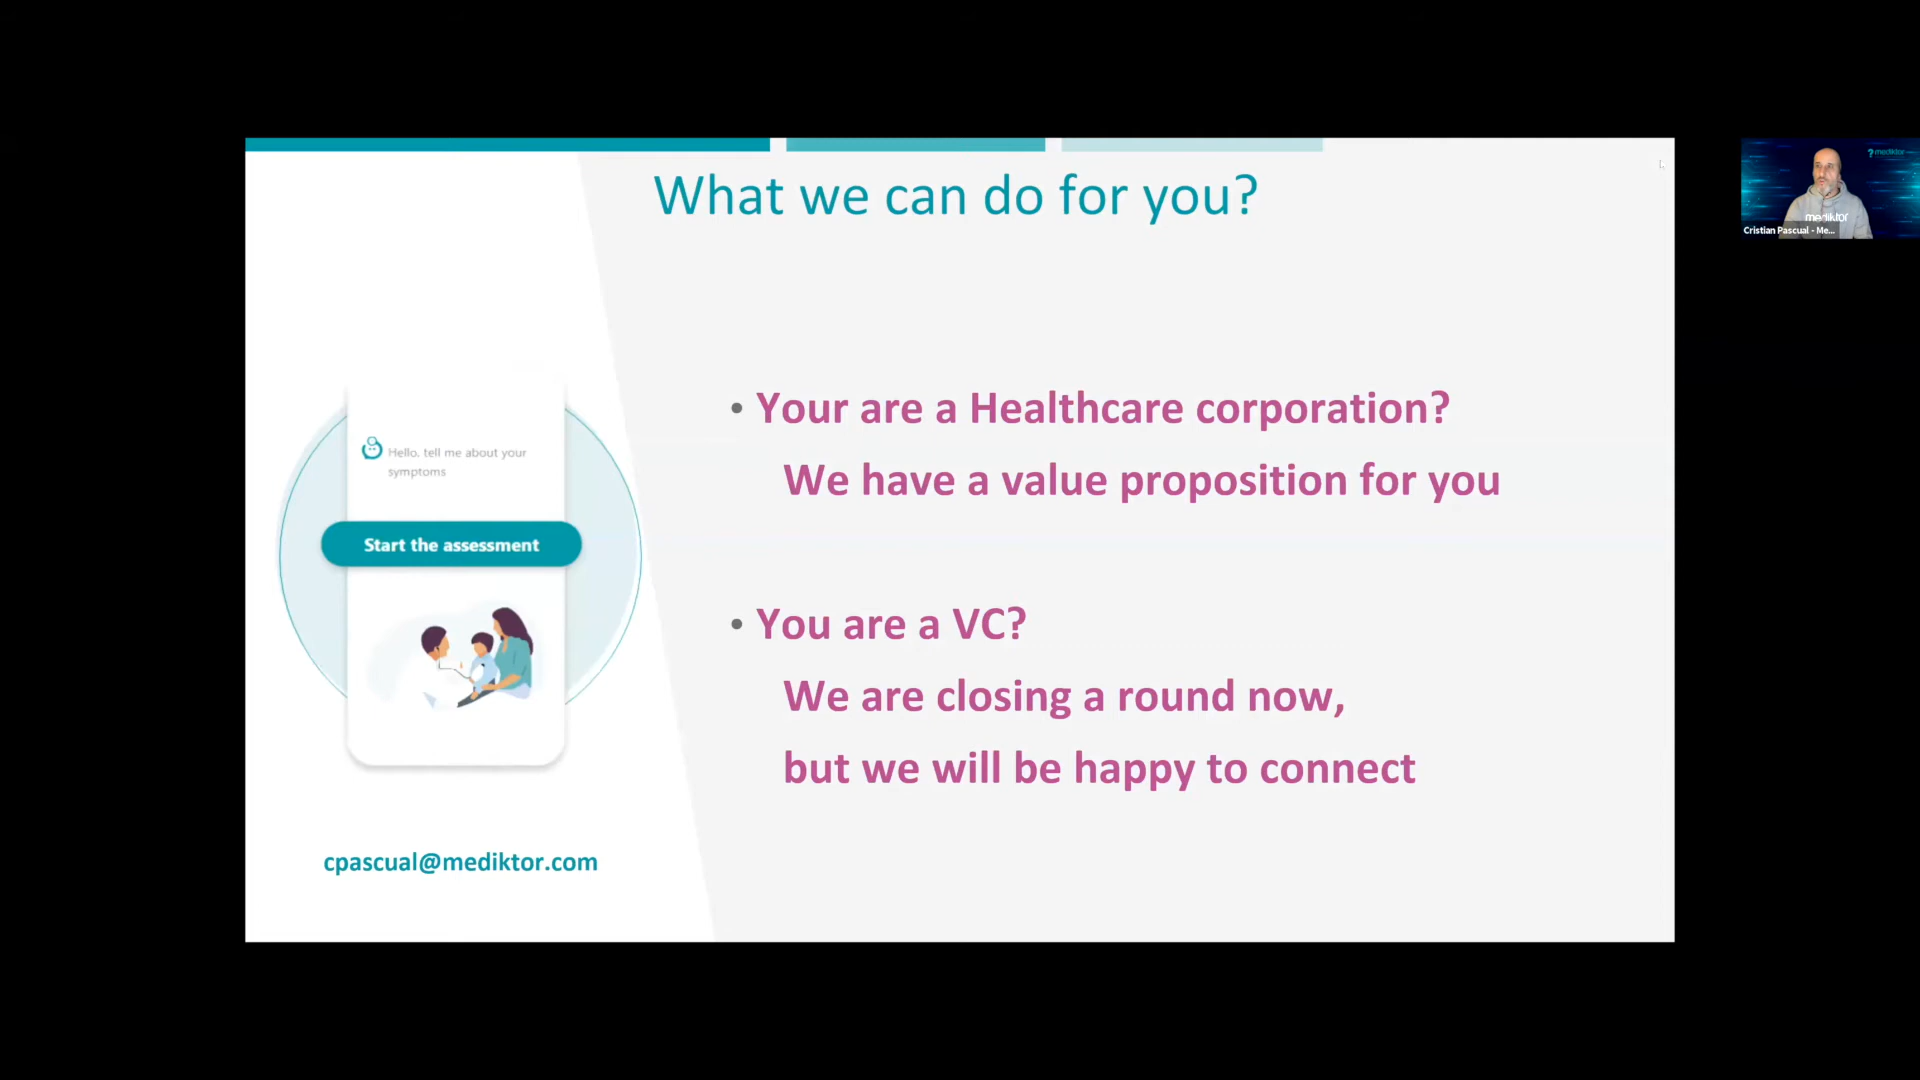 What we can do for you?
• Your are a Healthcare corporation?
We have a value proposition for you
• You are a VC?
We are closing a round now,
but we will be happy to connect
Hello, tell me about your
symptoms
Start the assessment
cpascual@mediktor.com
mediktor
mediktor
Cristian Pascual - Me...